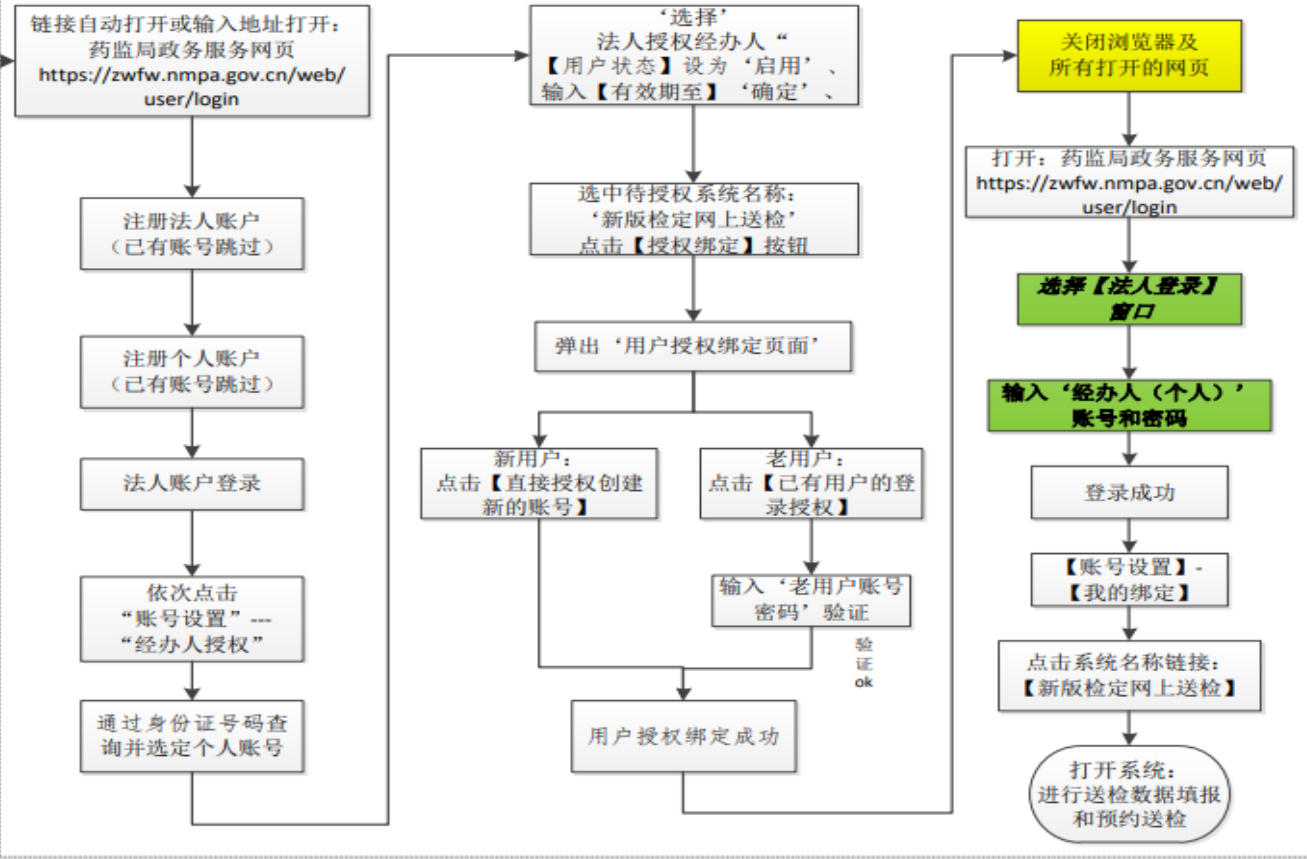 链接自动打开或输入地址打开：
药监局政务服务网页
https://zwfw.nmpa.gov.cn/web/
user/login
注册法人账户
（已有账号跳过）
注册个人账户
（已有账号跳过）
法人账户登录
依次点击
“账号设置”---
“经办人授权”
通过身份证号码查
询并选定个人账号
‘选择’
法人授权经办人“
【用户状态】设为‘启用’、
输入【有效期至】‘确定’、
选中待授权系统名称：
‘新版检定网上送检’
点击【授权绑定】按钮
弹出‘用户授权绑定页面’
新用户：
点击【直接授权创建
新的账号】
老用户：
点击【已有用户的登
录授权】
输入‘老用户账号
密码’验证
验
证
ok
用户授权绑定成功
关闭浏览器及
所有打开的网页
打开：药监局政务服务网页
https://zwfw.nmpa.gov.cn/web/
user/login
选择【法人登录】
窗口
输入‘经办人（个人）’
账号和密码
登录成功
【账号设置】-
【我的绑定】
点击系统名称链接：
【新版检定网上送检】
打开系统：
进行送检数据填报
和预约送检